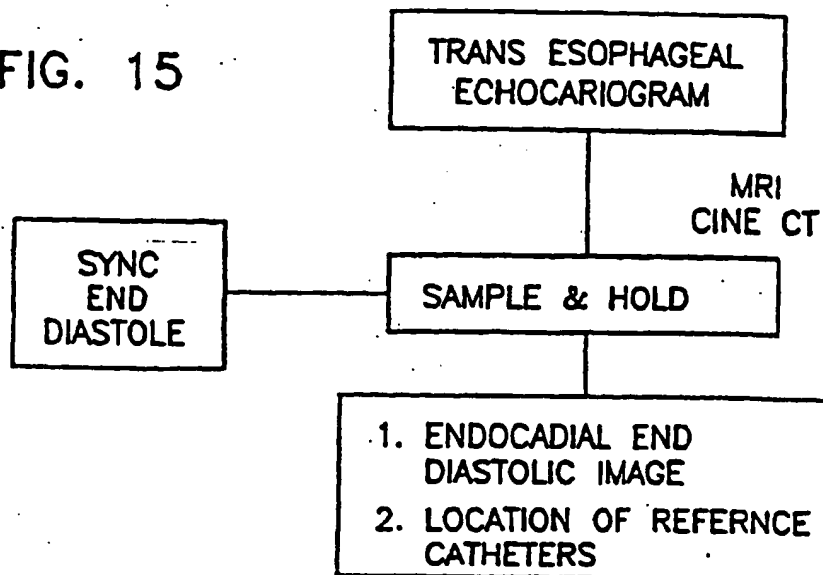 FIG. 15
TRANS ESOPHAGEAL
ECHOCARIOGRAM
MRI
CINE CT
SYNC
END
DIASTOLE
SAMPLE & HOLD
1. ENDOCADIAL END
DIASTOLIC IMAGE
2. LOCATION OF REFERNCE
CATHETERS